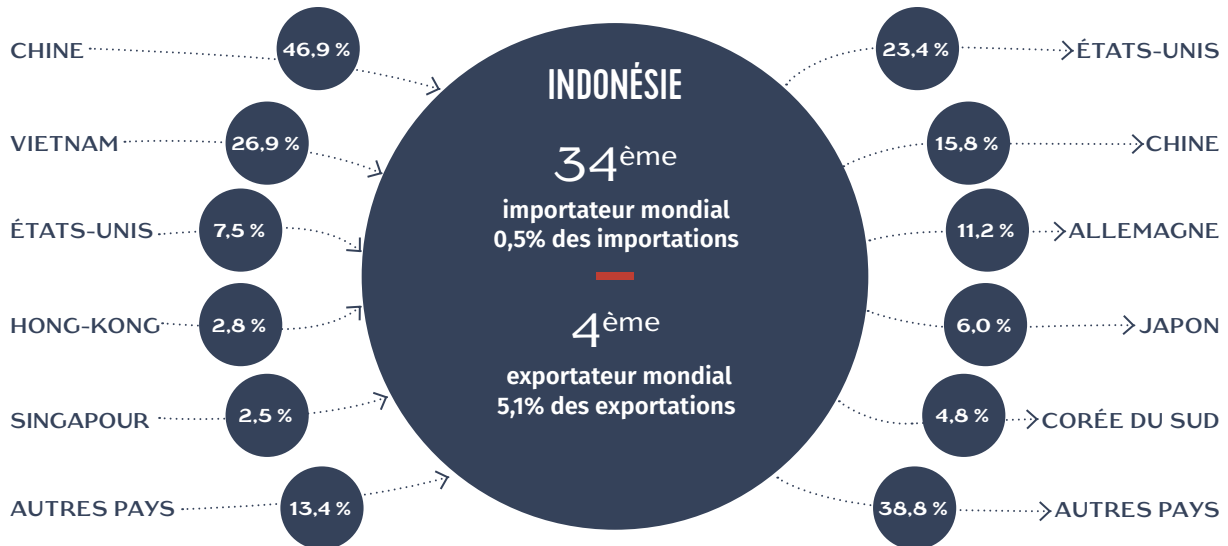 CHINE
46,9 %
VIETNAM
26,9 %
ÉTATS-UNIS
7,5 %
HONG-KONG
2,8 %
SINGAPOUR
2,5 %
AUTRES PAYS
13,4 %
INDONÉSIE
34ème
importateur mondial
0,5% des importations
4ème
exportateur mondial
5,1% des exportations
23,4 %
ÉTATS-UNIS
15,8 %
CHINE
11,2 %
ALLEMAGNE
6,0 %
JAPON
4,8 %
CORÉE DU SUD
38,8 %
AUTRES PAYS